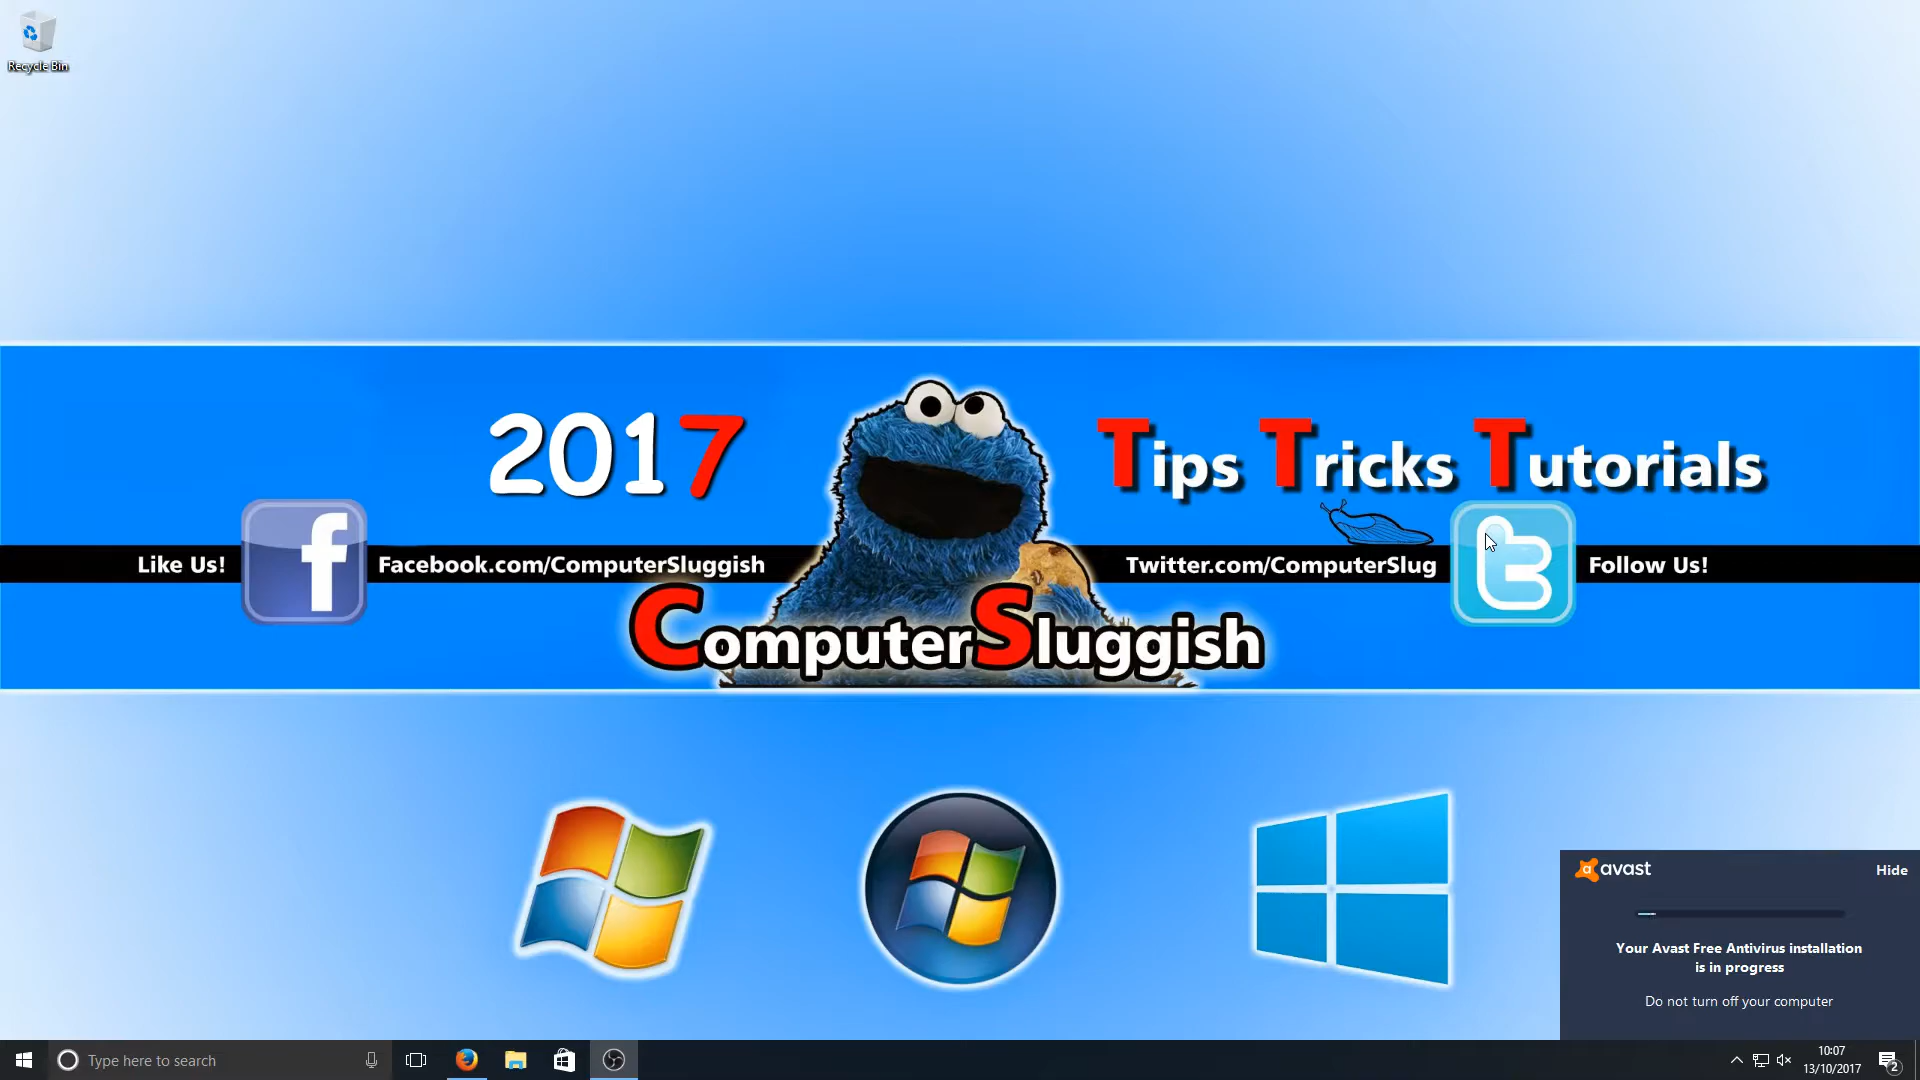 Recycle Bin
2017
Tips Tricks Tutorials
Like Us!
f
Facebook.com/ComputerSluggish
Twitter.com/ComputerSlug
t
Follow Us!
ComputerSluggish
avast
Hide
Your Avast Free Antivirus installation
is in progress
Do not turn off your computer
Type here to search
10:07
13/10/2017
2